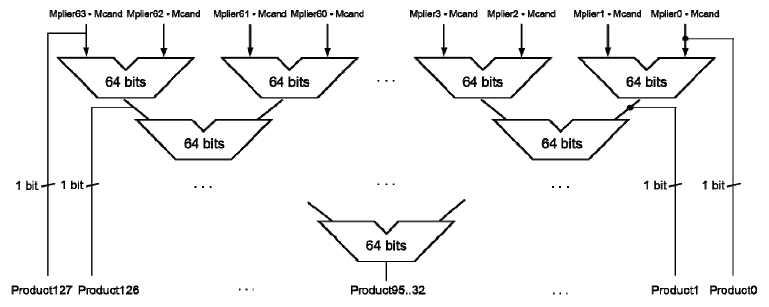 Mplier63 • Mcand Mplier62 • Mcand Mplier61 • Mcand Mplier60 • Mcand Mplier3 • Mcand Mplier2 • Mcand Mplier1 • Mcand Mplier0 • Mcand
64 bits 64 bits . . . 64 bits 64 bits
64 bits 64 bits
1 bit 1 bit . . . . . . . . . 1 bit 1 bit
64 bits
Product127 Product126 . . . Product95..32 . . . Product1 Product0